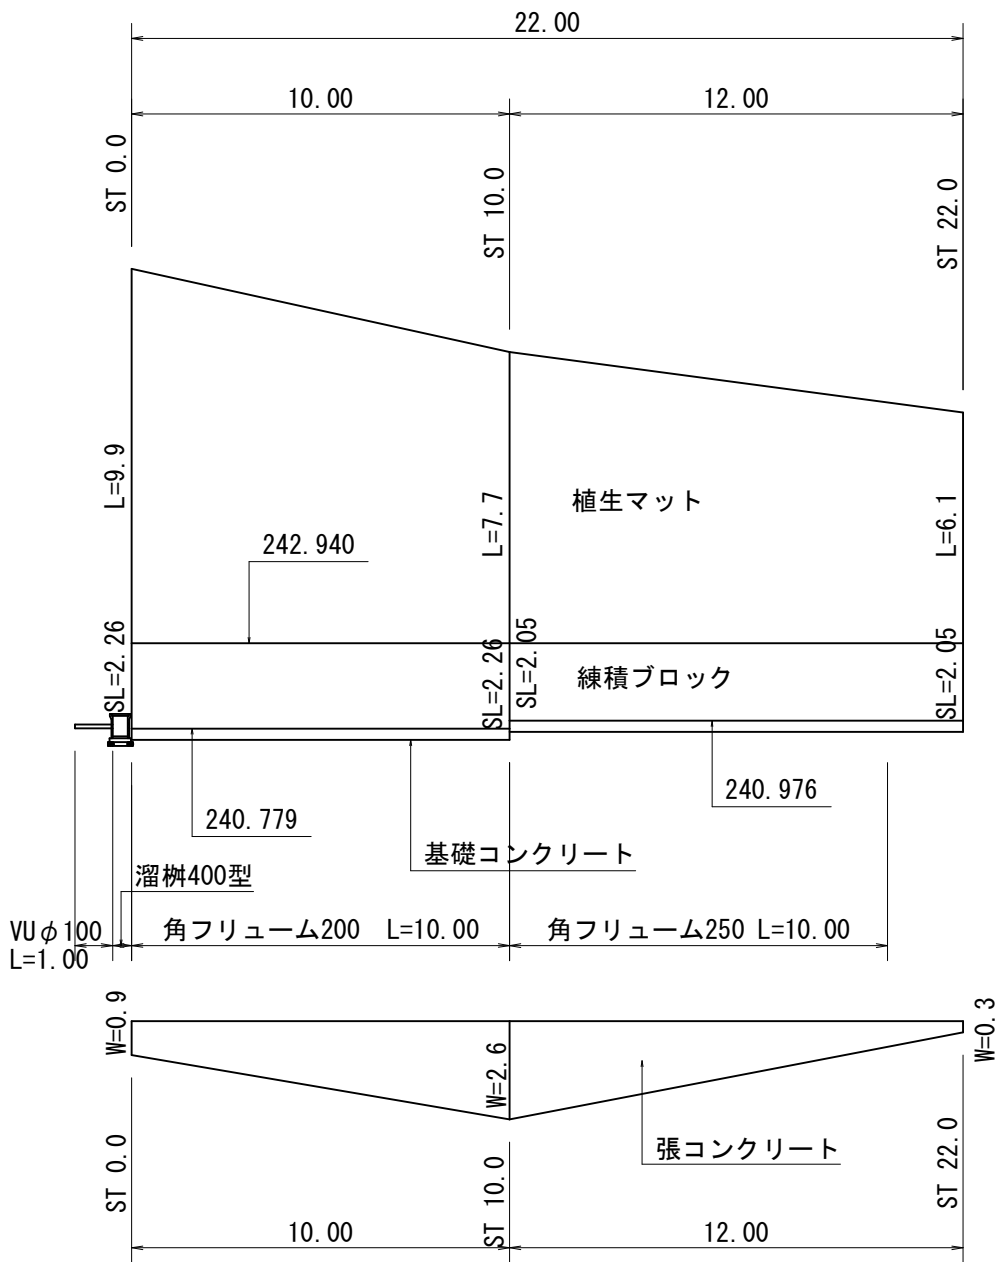 22.00
10.00
12.00
ST 0.0
ST 10.0
ST 22.0
L=9.9
L=7.7
L=6.1
植生マット
242.940
SL=2.26
SL=2.26
SL=2.05
SL=2.05
練積ブロック
240.779
240.976
基礎コンクリート
溜桝400型
VUφ100
L=1.00
角フリューム200 L=10.00
角フリューム250 L=10.00
W=0.9
W=2.6
W=0.3
張コンクリート
ST 0.0
ST 10.0
ST 22.0
10.00
12.00